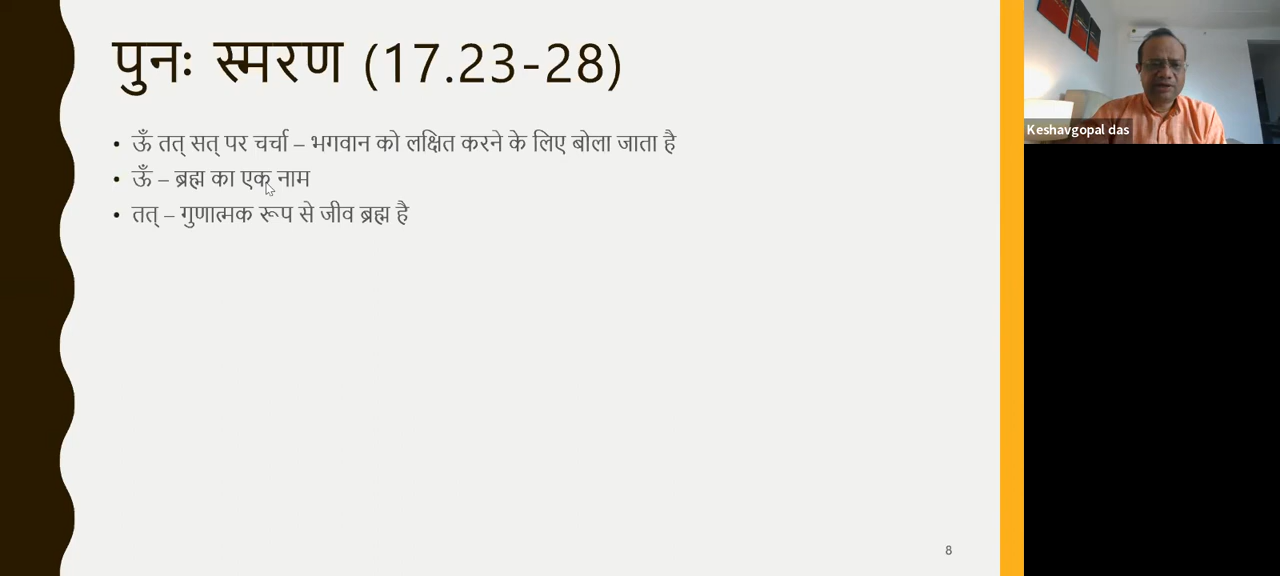 पुनः स्मरण (17.23-28)
• ऊँ तत् सत् पर चर्चा – भगवान को लक्षित करने के लिए बोला जाता है
• ऊँ – ब्रह्म का एक नाम
• तत् – गुणात्मक रूप से जीव ब्रह्म है
Keshavgopal das
8